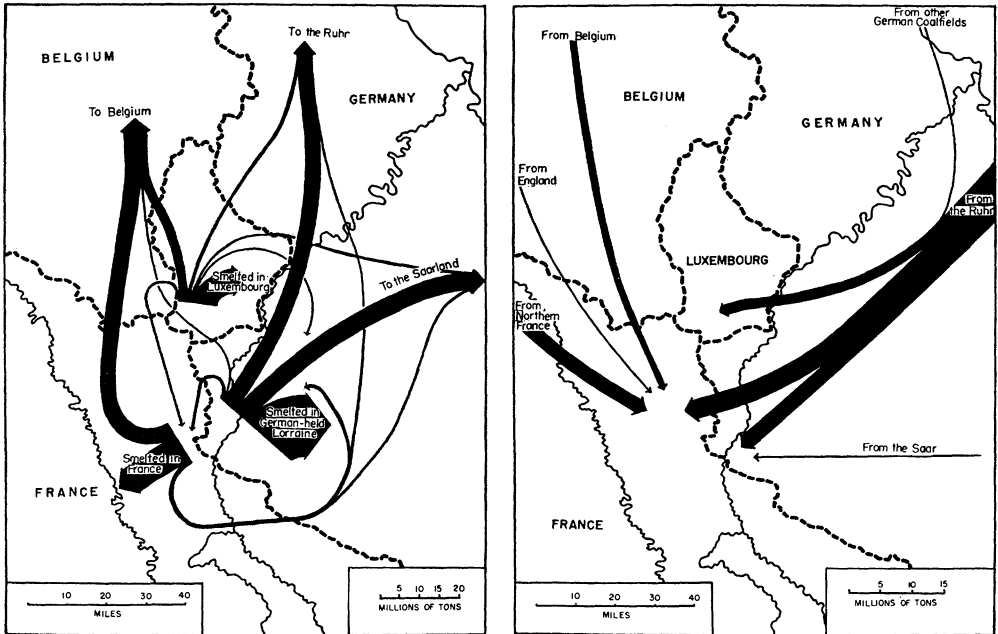 To the Ruhr
BELGIUM
GERMANY
To Belgium
Smelted in
Luxembourg
To the Saarland
Smelted in
German-held
Lorraine
Smelted in
France
FRANCE
10 20 30 40
MILES
5 10 15 20
MILLIONS OF TONS
From other
German Coalfields
From Belgium
BELGIUM
GERMANY
From
England
From
the Ruhr
LUXEMBOURG
From
Northern
France
From the Saar
FRANCE
10 20 30 40
MILES
5 10 15
MILLIONS OF TONS